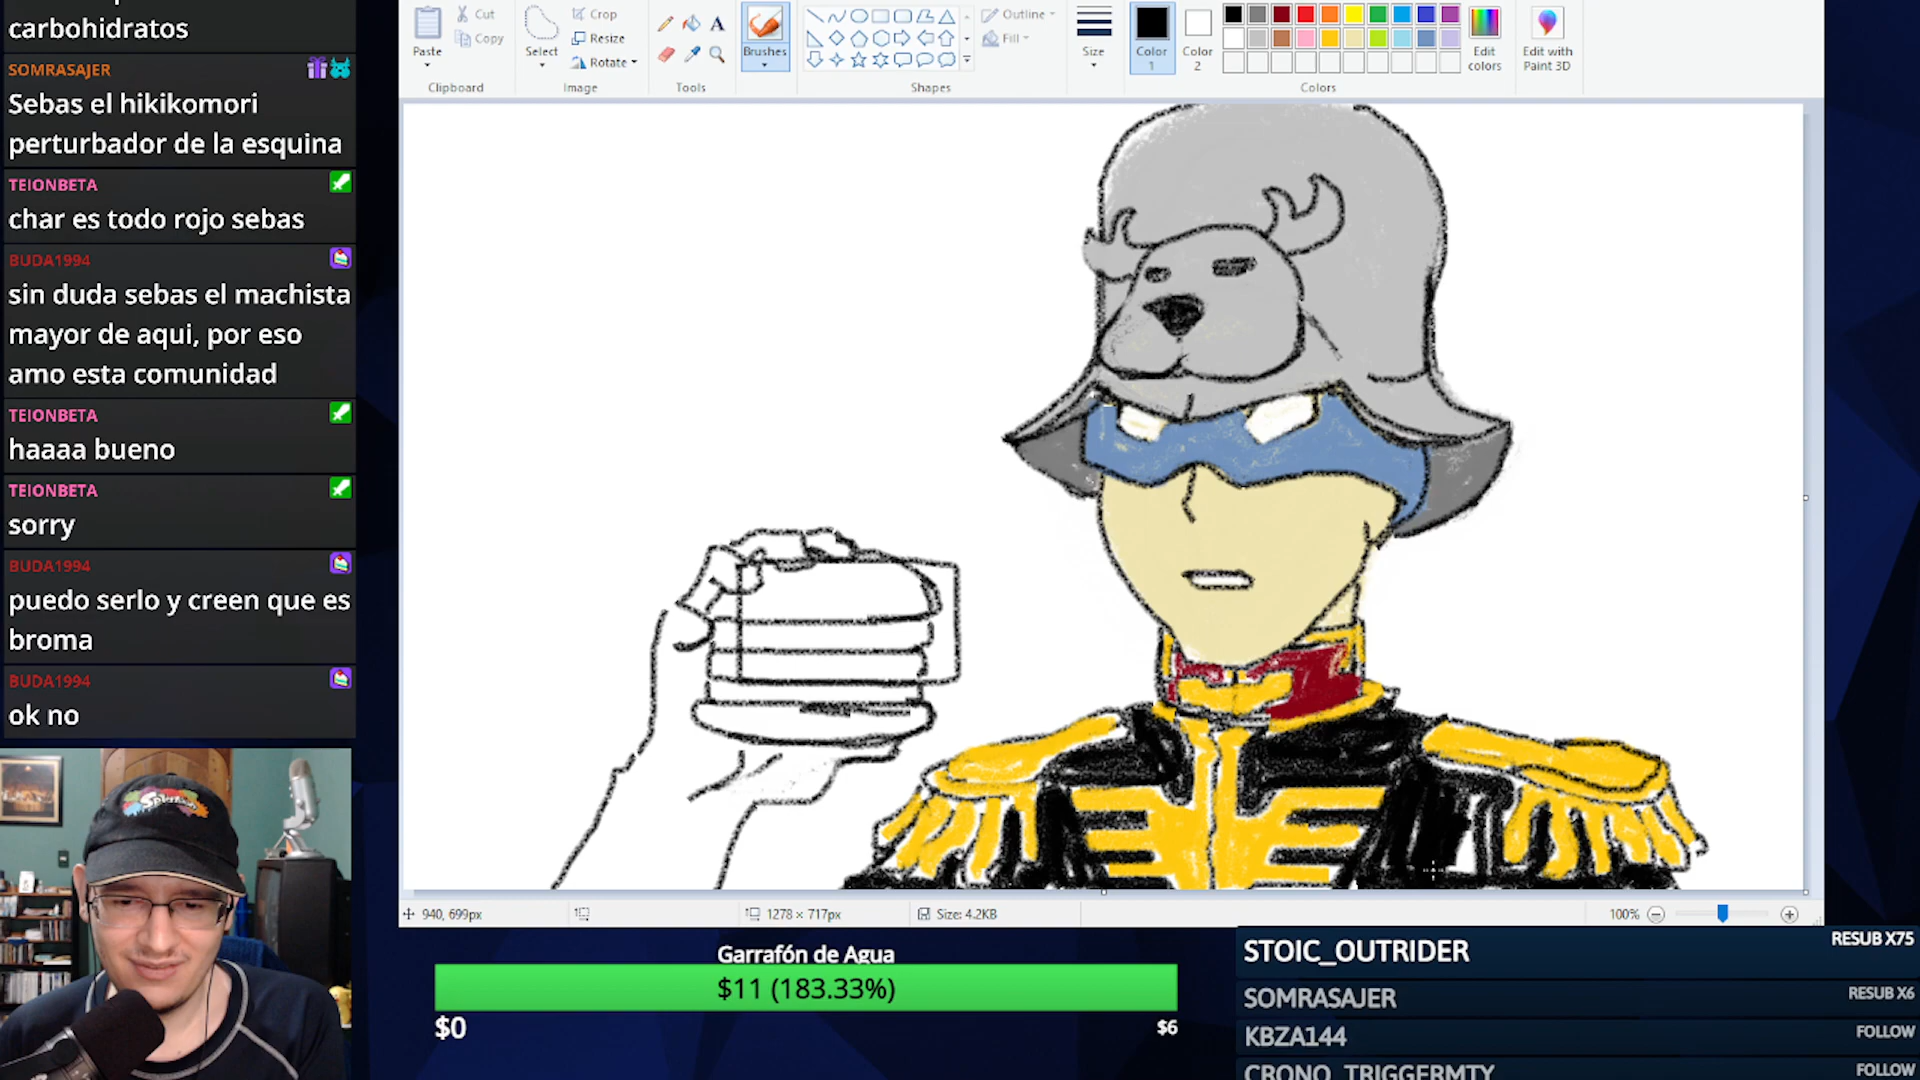 carbohidratos
SOMRASAJER
Sebas el hikikomori
perturbador de la esquina
TEIONBETA
char es todo rojo sebas
BUDA1994
sin duda sebas el machista
mayor de aqui, por eso
amo esta comunidad
TEIONBETA
haaaa bueno
TEIONBETA
sorry
BUDA1994
puedo serlo y creen que es
broma
BUDA1994
ok no
Paste
Cut
Copy
Clipboard
Select
Crop
Resize
Rotate
Image
A
Tools
Brushes
Outline
Fill
Shapes
Size
Color
1
Color
2
Edit
colors
Colors
Edit with
Paint 3D
940, 699px
1278 × 717px
Size: 4.2KB
100%
Garrafón de Agua
$11 (183.33%)
$0
$6
STOIC_OUTRIDER
RESUB X75
SOMRASAJER
RESUB X6
KBZA144
FOLLOW
CRONO_TRIGGERMTY
FOLLOW